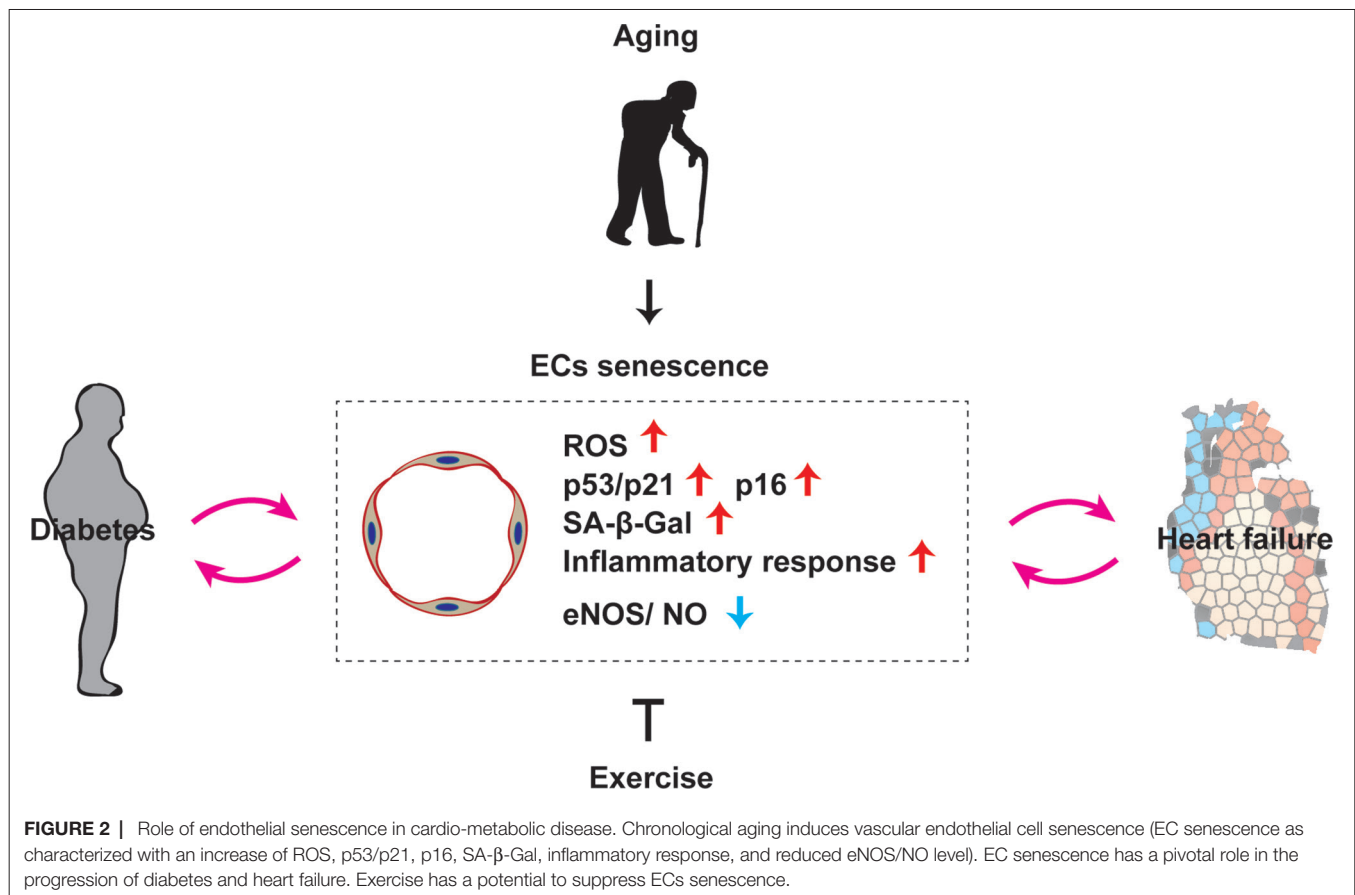 Aging
ECs senescence
ROS ↑
p53/p21 ↑ p16 ↑
SA-β-Gal ↑
Inflammatory response ↑
eNOS/ NO ↓
Diabetes
Heart failure
Exercise
FIGURE 2 | Role of endothelial senescence in cardio-metabolic disease. Chronological aging induces vascular endothelial cell senescence (EC senescence as
characterized with an increase of ROS, p53/p21, p16, SA-β-Gal, inflammatory response, and reduced eNOS/NO level). EC senescence has a pivotal role in the
progression of diabetes and heart failure. Exercise has a potential to suppress ECs senescence.